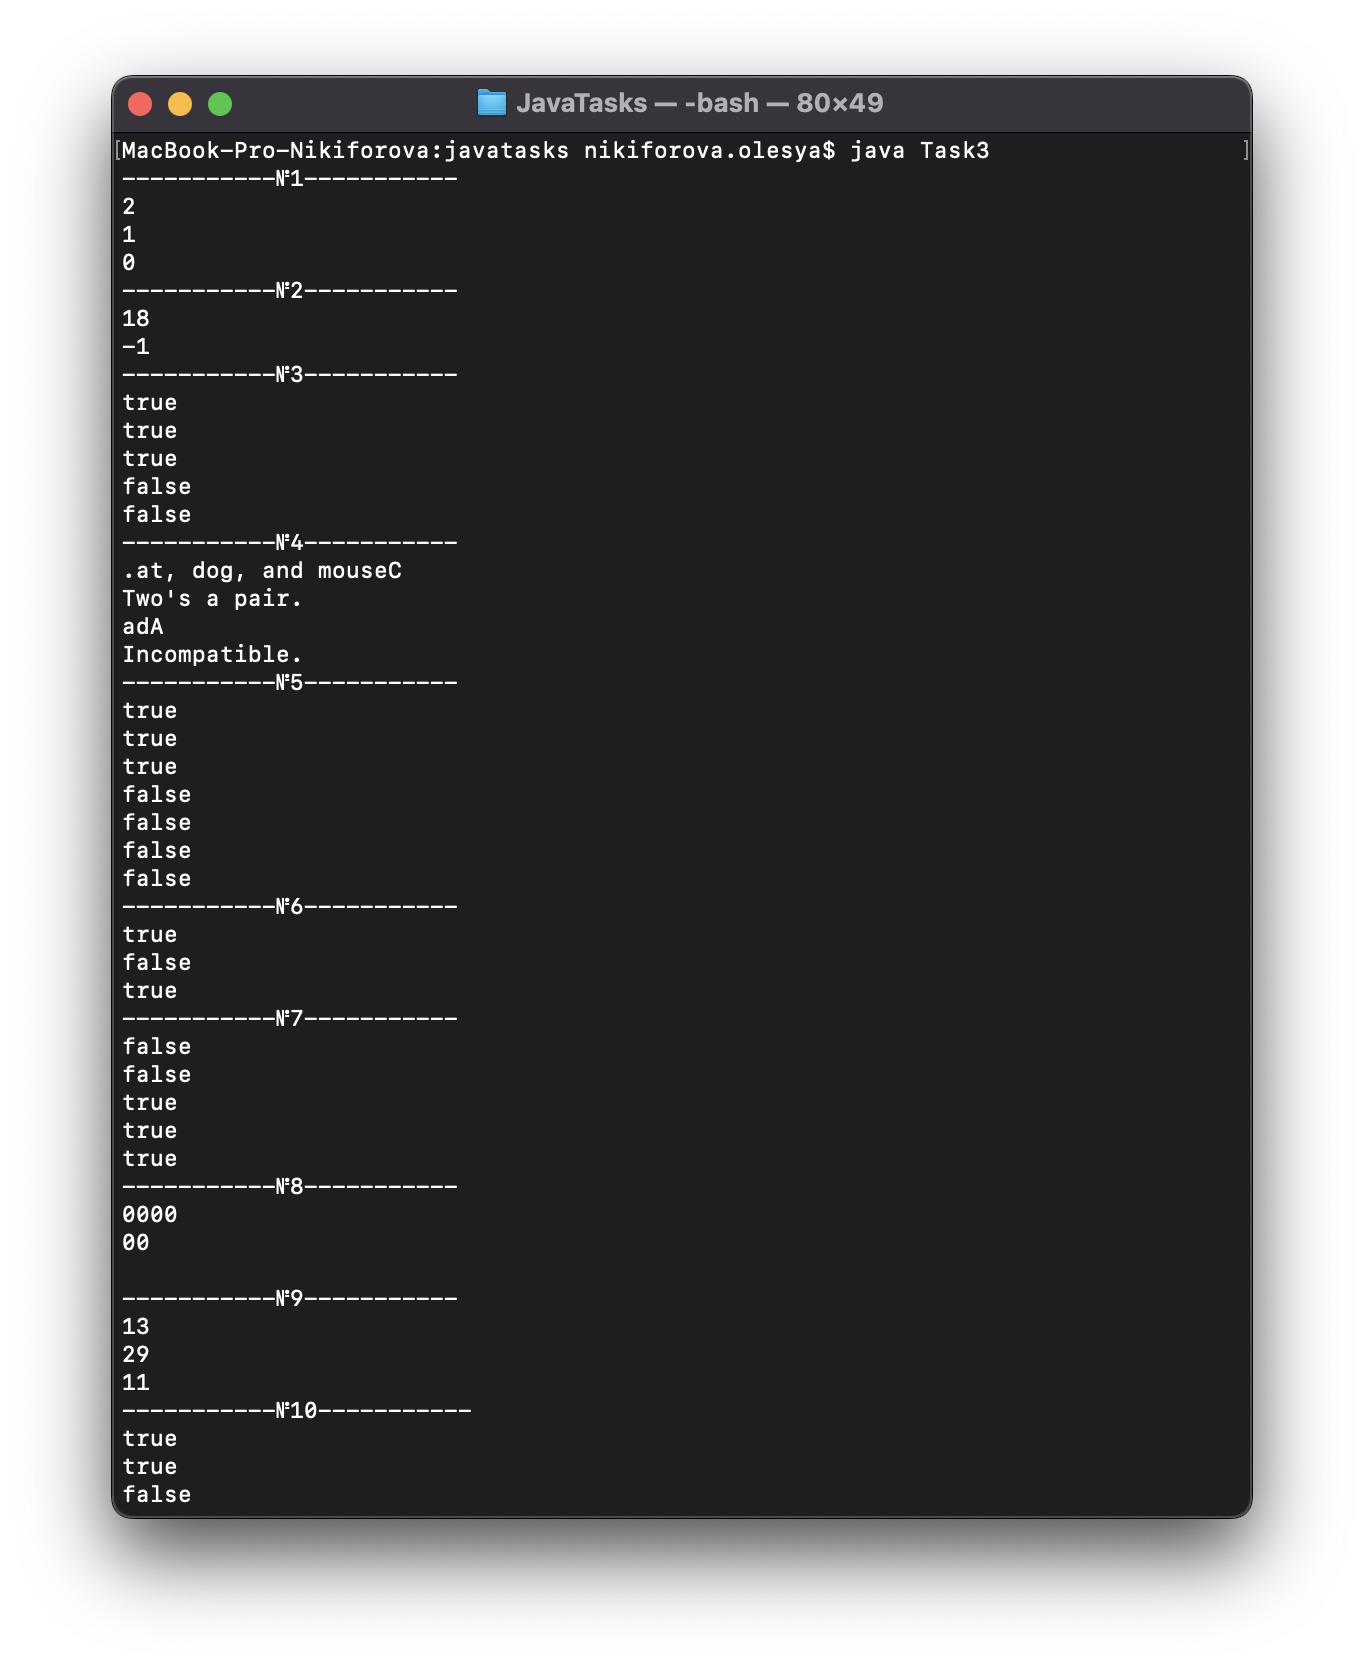 JavaTasks — -bash — 80×49
[MacBook-Pro-Nikiforova:javatasks nikiforova.olesya$ java Task3 ]
-----------№1-----------
2
1
0
-----------№2-----------
18
-1
-----------№3-----------
true
true
true
false
false
-----------№4-----------
.at, dog, and mouseC
Two's a pair.
adA
Incompatible.
-----------№5-----------
true
true
true
false
false
false
false
-----------№6-----------
true
false
true
-----------№7-----------
false
false
true
true
true
-----------№8-----------
0000
00
-----------№9-----------
13
29
11
-----------№10-----------
true
true
false